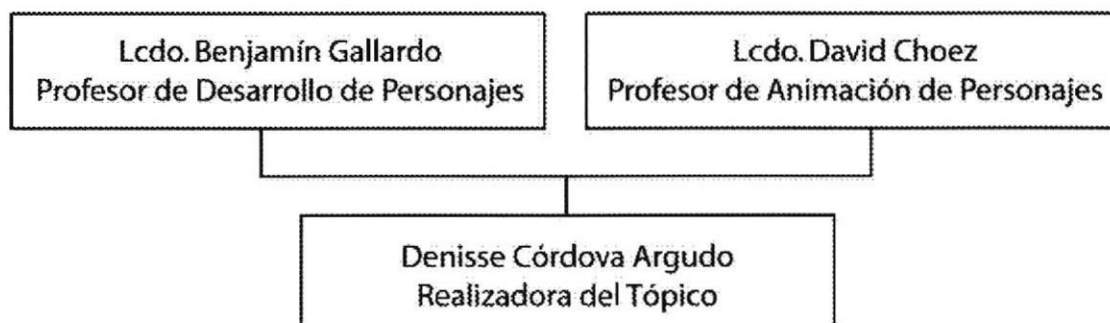 Lcdo. Benjamín Gallardo
Profesor de Desarrollo de Personajes
Lcdo. David Choez
Profesor de Animación de Personajes
Denisse Córdova Argudo
Realizadora del Tópico